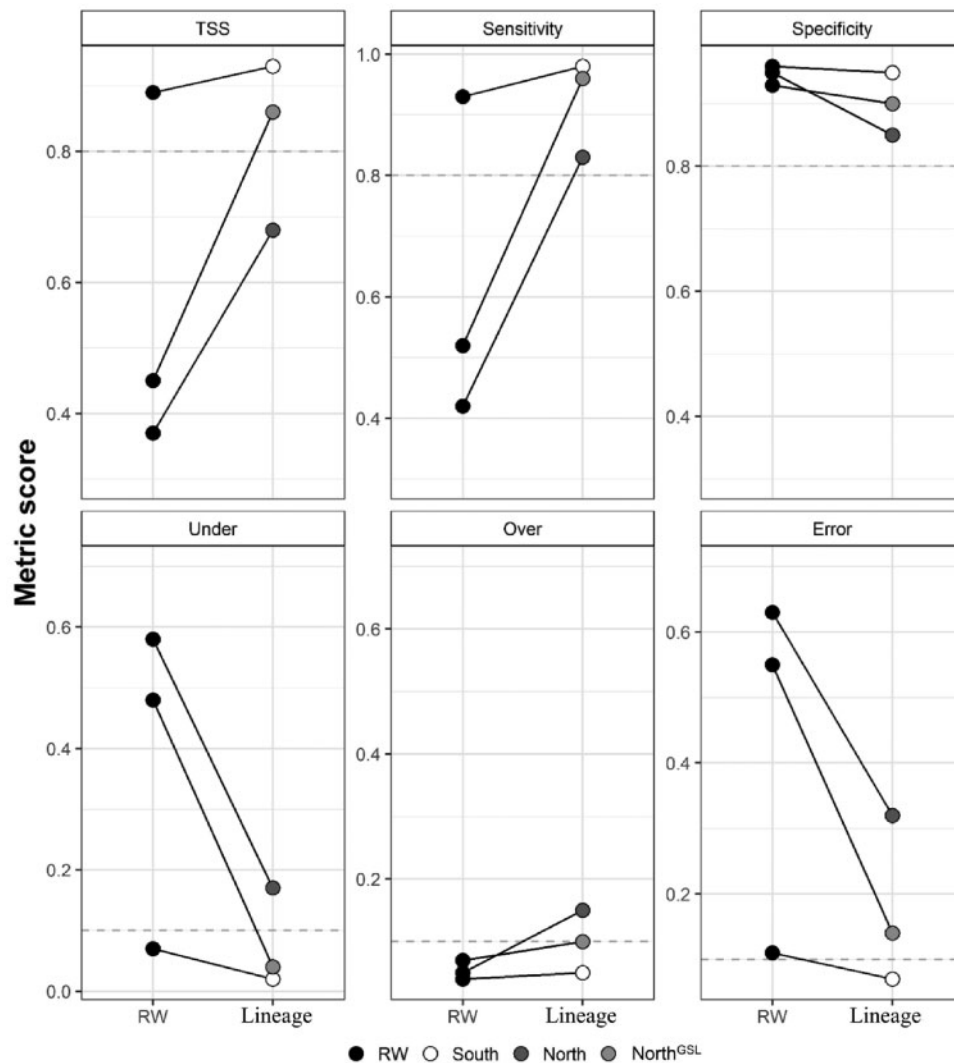 TSS Sensitivity Specificity
1.0
0.8 0.8 0.8
0.6 0.6 0.6
0.4 0.4 0.4
Metric score
Under Over Error
0.6 0.6 0.6
0.4 0.4 0.4
0.2 0.2 0.2
0.0
RW Lineage RW Lineage RW Lineage
RW South North North^GSL